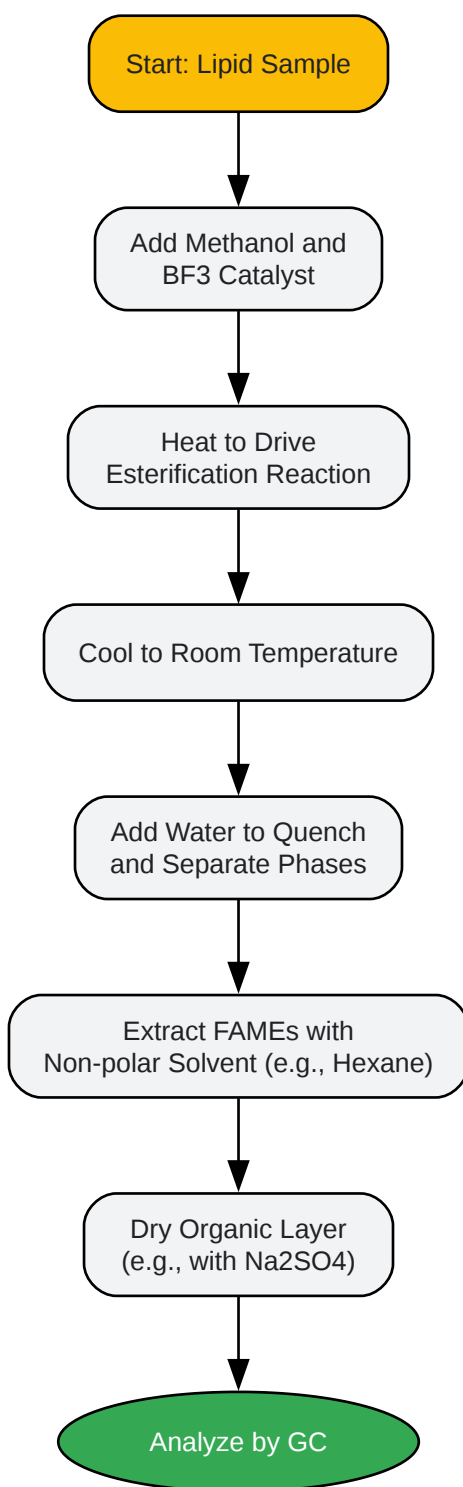 Start: Lipid Sample
Add Methanol and
BF3 Catalyst
Heat to Drive
Esterification Reaction
Cool to Room Temperature
Add Water to Quench
and Separate Phases
Extract FAMEs with
Non-polar Solvent (e.g., Hexane)
Dry Organic Layer
(e.g., with Na2SO4)
Analyze by GC